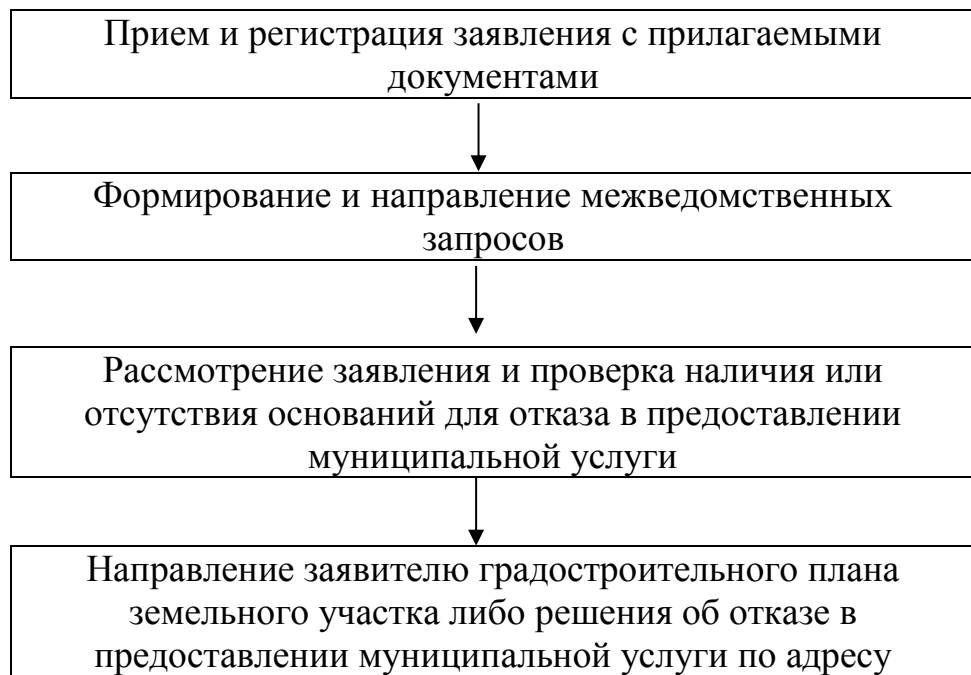 Прием и регистрация заявления с прилагаемыми
документами
Формирование и направление межведомственных
запросов
Рассмотрение заявления и проверка наличия или
отсутствия оснований для отказа в предоставлении
муниципальной услуги
Направление заявителю градостроительного плана
земельного участка либо решения об отказе в
предоставлении муниципальной услуги по адресу